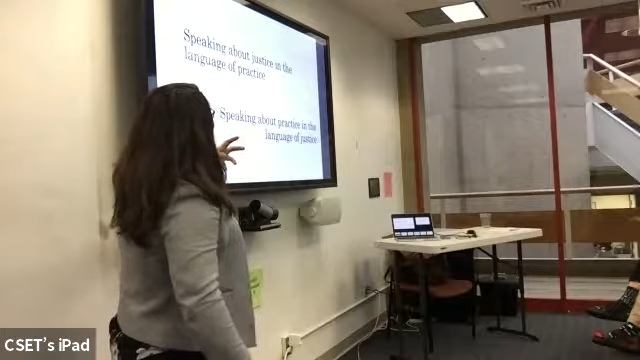 Speaking about justice in the
language of practice
? Speaking about practice in the
language of justice
CSET's iPad